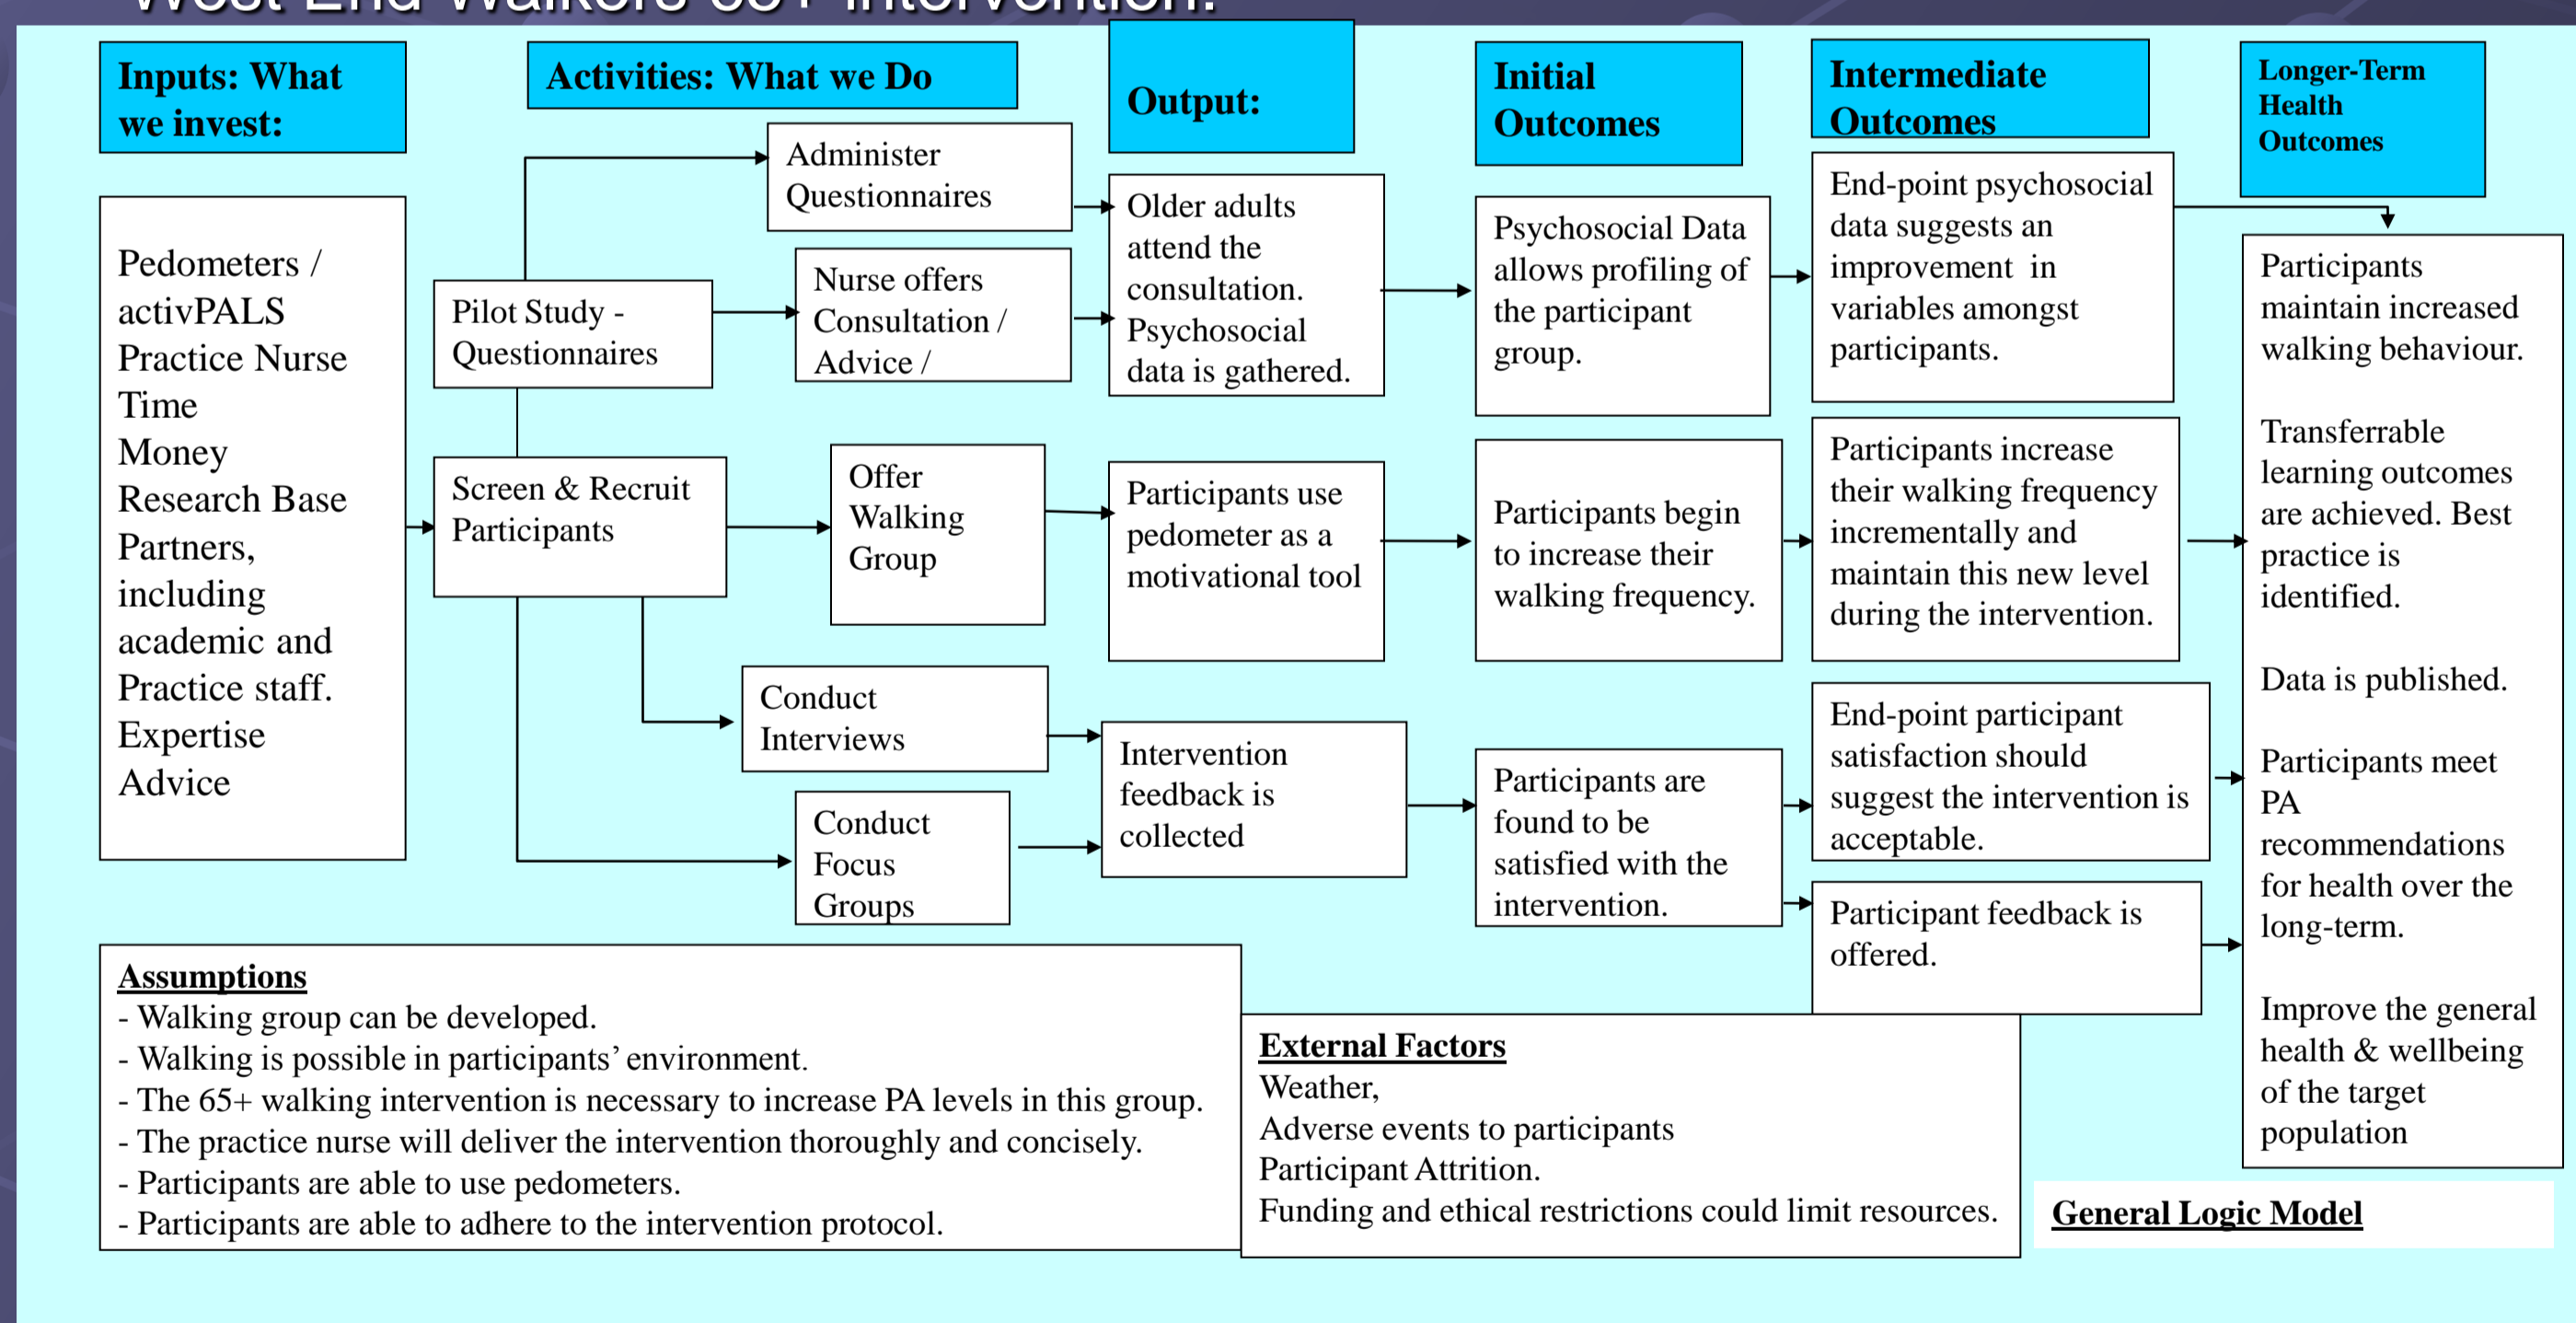 West End Walkers 65+ intervention.
Inputs: What
we invest:
Activities: What we Do
Output:
Initial
Outcomes
Intermediate
Outcomes
Longer-Term
Health
Outcomes
Pedometers /
activPALS
Practice Nurse
Time
Money
Research Base
Partners,
including
academic and
Practice staff.
Expertise
Advice
Pilot Study -
Questionnaires
Screen & Recruit
Participants
Administer
Questionnaires
Nurse offers
Consultation /
Advice /
Offer
Walking
Group
Conduct
Interviews
Conduct
Focus
Groups
Older adults
attend the
consultation.
Psychosocial
data is gathered.
Participants use
pedometer as a
motivational tool
Intervention
feedback is
collected
Psychosocial Data
allows profiling of
the participant
group.
Participants begin
to increase their
walking frequency.
Participants are
found to be
satisfied with the
intervention.
End-point psychosocial
data suggests an
improvement in
variables amongst
participants.
Participants increase
their walking frequency
incrementally and
maintain this new level
during the intervention.
End-point participant
satisfaction should
suggest the intervention is
acceptable.
Participant feedback is
offered.
Participants
maintain increased
walking behaviour.
Transferrable
learning outcomes
are achieved. Best
practice is
identified.
Data is published.
Participants meet
PA
recommendations
for health over the
long-term.
Improve the general
health & wellbeing
of the target
population
Assumptions
- Walking group can be developed.
- Walking is possible in participants’ environment.
- The 65+ walking intervention is necessary to increase PA levels in this group.
- The practice nurse will deliver the intervention thoroughly and concisely.
- Participants are able to use pedometers.
- Participants are able to adhere to the intervention protocol.
External Factors
Weather,
Adverse events to participants
Participant Attrition.
Funding and ethical restrictions could limit resources.
General Logic Model